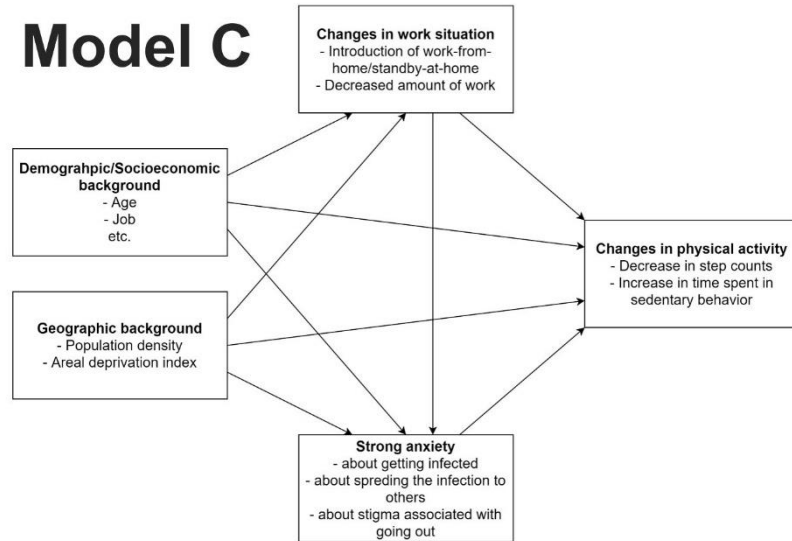 Model C
Changes in work situation
- Introduction of work-from-
home/standby-at-home
- Decreased amount of work
Demograhpic/Socioeconomic
background
- Age
- Job
etc.
Changes in physical activity
- Decrease in step counts
- Increase in time spent in
sedentary behavior
Geographic background
- Population density
- Areal deprivation index
Strong anxiety
- about getting infected
- about spreding the infection to
others
- about stigma associated with
going out